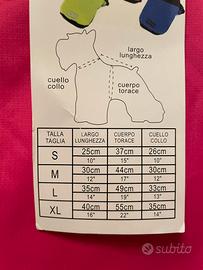 largo
lunghezza
cuello
collo
cuerpo
torace
TALLA LARGO CUERPO CUELLO
TAGLIA LUNGHEZZA TORACE COLLO
S 25cm 37cm 26cm
10" 15" 10"
M 30cm 44cm 30cm
12" 17" 12"
L 35cm 49cm 33cm
14" 19" 13"
XL 40cm 55cm 35cm
16" 22" 14"
subito